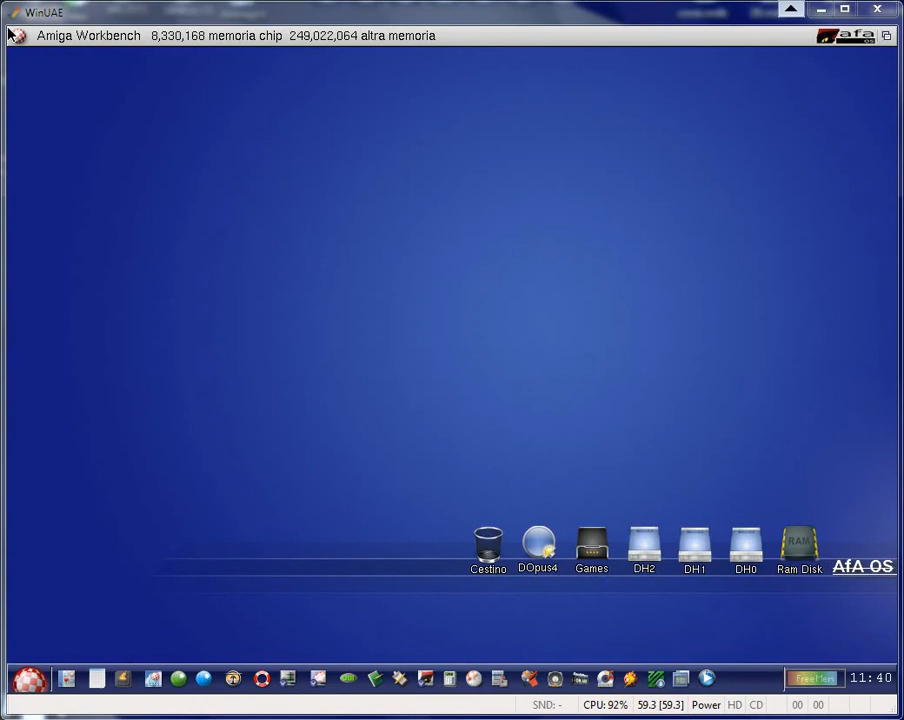 WinUAE
Amiga Workbench 8,330,168 memoria chip 249,022,064 altra memoria
afa
os
RAM
Cestino DOpus4 Games DH2 DH1 DH0 Ram Disk AfA OS
FreeMem 11:40
SND: - CPU: 92% 59.3 [59.3] Power HD CD 00 00